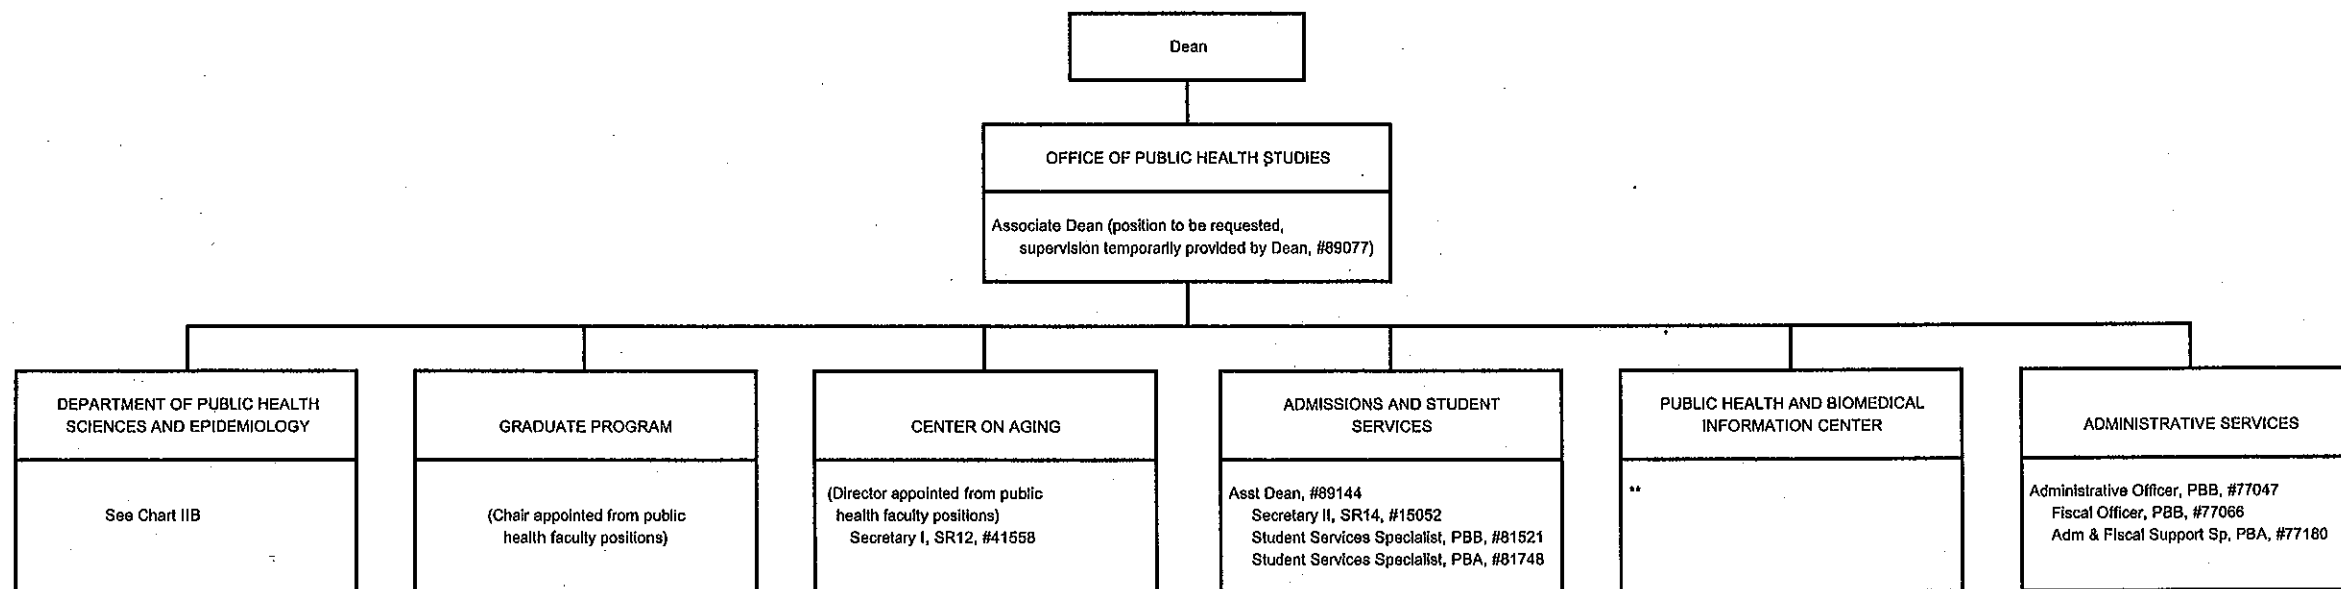 Dean
OFFICE OF PUBLIC HEALTH STUDIES
Associate Dean (position to be requested,
supervision temporarily provided by Dean, #89077)
DEPARTMENT OF PUBLIC HEALTH
SCIENCES AND EPIDEMIOLOGY
See Chart IIB
GRADUATE PROGRAM
(Chair appointed from public
health faculty positions)
CENTER ON AGING
(Director appointed from public
health faculty positions)
Secretary I, SR12, #41558
ADMISSIONS AND STUDENT
SERVICES
Asst Dean, #89144
Secretary II, SR14, #15052
Student Services Specialist, PBB, #81521
Student Services Specialist, PBA, #81748
PUBLIC HEALTH AND BIOMEDICAL
INFORMATION CENTER
**
ADMINISTRATIVE SERVICES
Administrative Officer, PBB, #77047
Fiscal Officer, PBB, #77066
Adm & Fiscal Support Sp, PBA, #77180